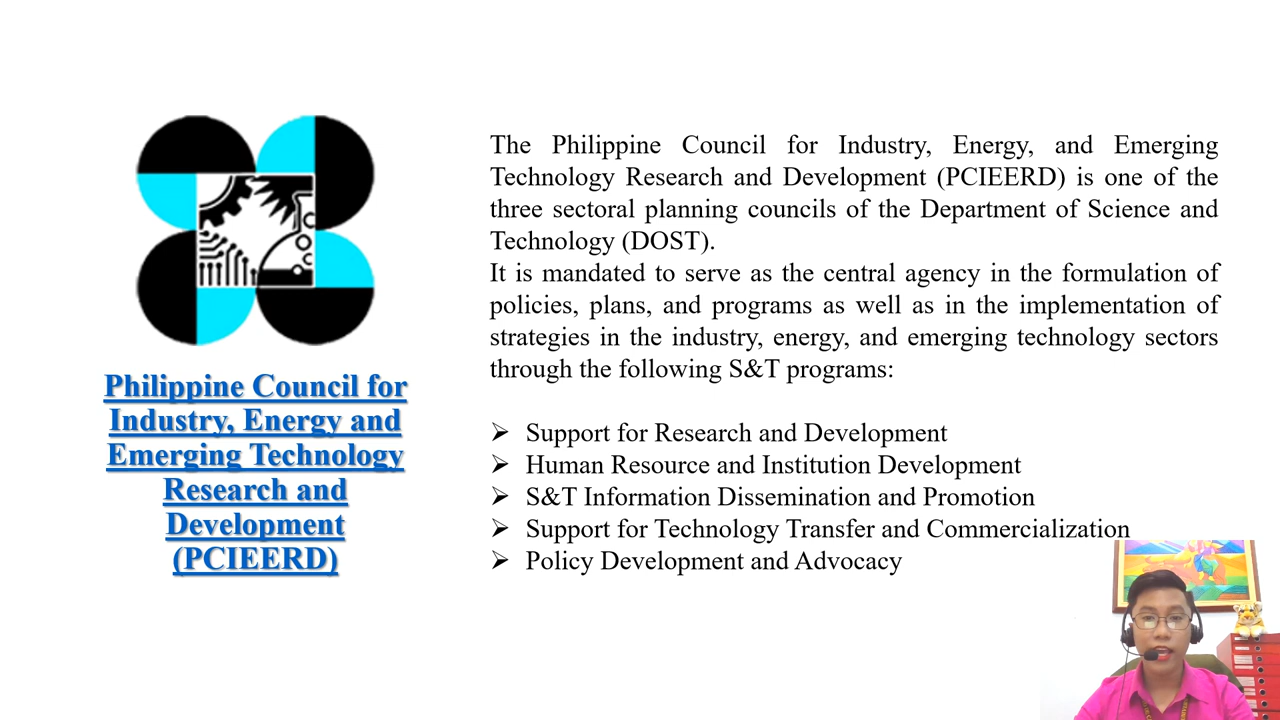 Philippine Council for
Industry, Energy and
Emerging Technology
Research and
Development
(PCIEERD)
The Philippine Council for Industry, Energy, and Emerging
Technology Research and Development (PCIEERD) is one of the
three sectoral planning councils of the Department of Science and
Technology (DOST).
It is mandated to serve as the central agency in the formulation of
policies, plans, and programs as well as in the implementation of
strategies in the industry, energy, and emerging technology sectors
through the following S&T programs:
➢ Support for Research and Development
➢ Human Resource and Institution Development
➢ S&T Information Dissemination and Promotion
➢ Support for Technology Transfer and Commercialization
➢ Policy Development and Advocacy